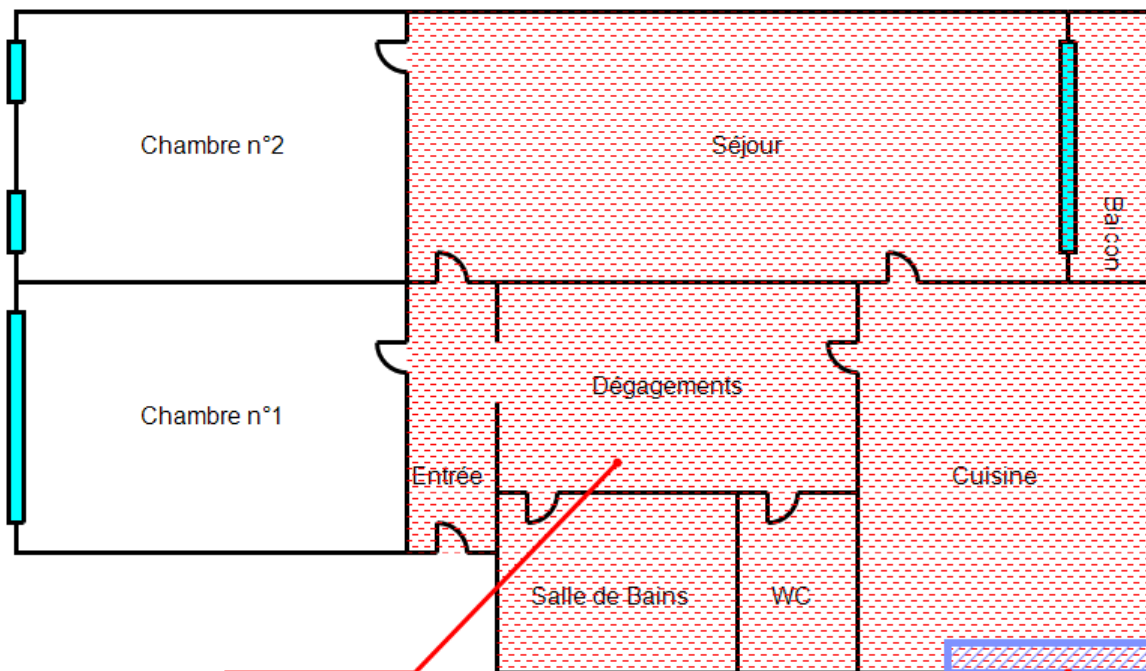 Chambre n°2
Séjour
Balcon
Dégagements
Chambre n°1
Entrée
Cuisine
Salle de Bains
WC